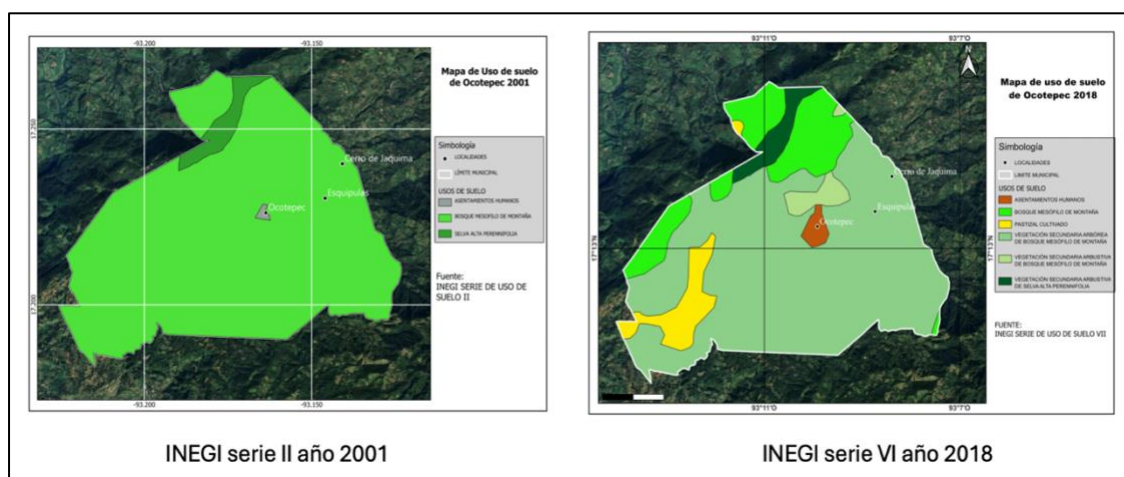 -93.200
-93.150
Mapa de Uso de suelo
de Ocotepec 2001
17.250
17.200
Cerro de Jaquima
Esquipulas
Ocotepec
Simbología
LOCALIDADES
LÍMITE MUNICIPAL
USOS DE SUELO
ASENTAMIENTOS HUMANOS
BOSQUE MESOFILO DE MONTAÑA
SELVA ALTA PERENNIFOLIA
Fuente:
INEGI SERIE DE USO DE
SUELO II
-93.200
-93.150
INEGI serie II año 2001
93°11'O
93°7'O
N
Mapa de uso de suelo
de Ocotepec 2018
17°13'N
17°13'N
Cerro de Jaquima
Esquipulas
Ocotepec
Simbología
LOCALIDADES
LIMITE MUNICIPAL
USOS DE SUELO
ASENTAMIENTOS HUMANOS
BOSQUE MESÓFILO DE MONTAÑA
PASTIZAL CULTIVADO
VEGETACIÓN SECUNDARIA ARBÓREA
DE BOSQUE MESÓFILO DE MONTAÑA
VEGETACIÓN SECUNDARIA ARBUSTIVA
DE BOSQUE MESÓFILO DE MONTAÑA
VEGETACIÓN SECUNDARIA ARBUSTIVA
DE SELVA ALTA PERENNIFOLIA
FUENTE:
INEGI SERIE DE USO DE SUELO VII
93°11'O
93°7'O
INEGI serie VI año 2018